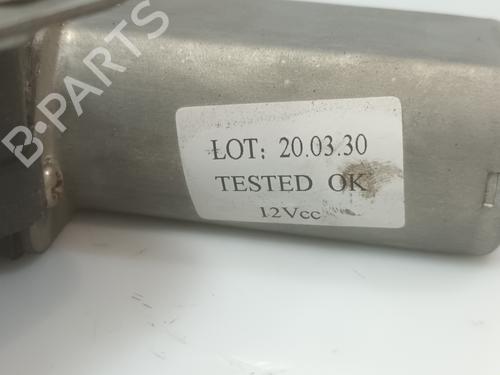 B-PARTS
LOT: 20.03.30
TESTED OK
12Vcc